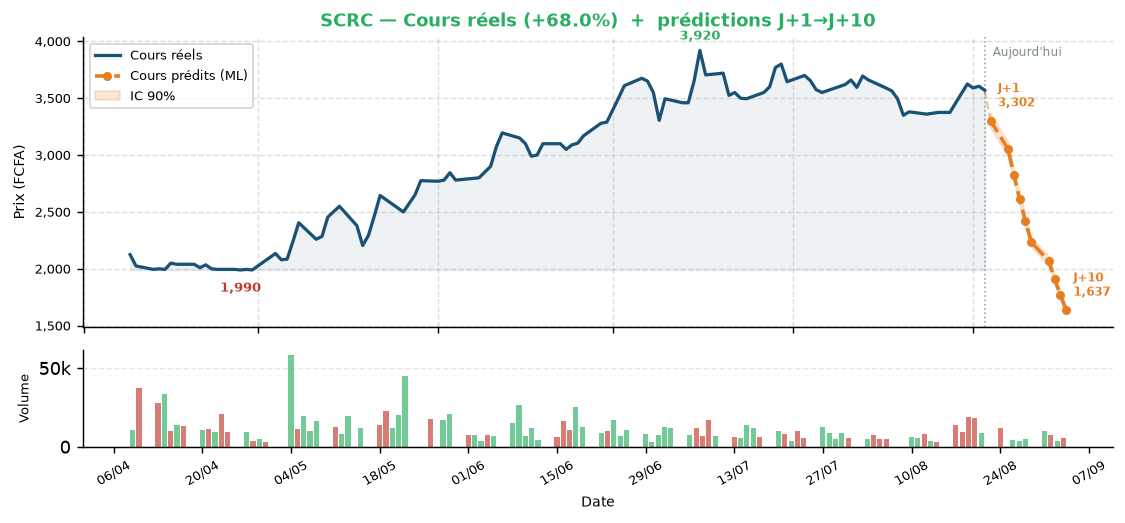 SCRC — Cours réels (+68.0%)  +  prédictions J+1→J+10
Cours réels
Cours prédits (ML)
IC 90%
3,920
Aujourd'hui
J+1
3,302
1,990
J+10
1,637
Prix (FCFA)
4,000
3,500
3,000
2,500
2,000
1,500
Volume
50k
0
06/04
20/04
04/05
18/05
01/06
15/06
29/06
13/07
27/07
10/08
24/08
07/09
Date